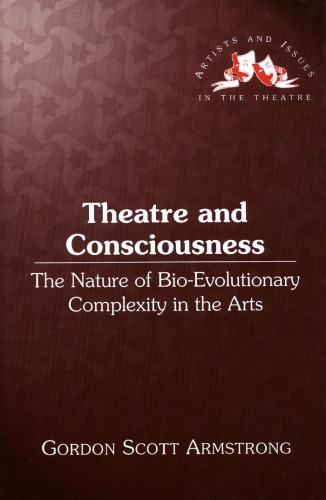 ARTISTS AND ISSUES
IN THE THEATRE
Theatre and
Consciousness
The Nature of Bio-Evolutionary
Complexity in the Arts
GORDON SCOTT ARMSTRONG